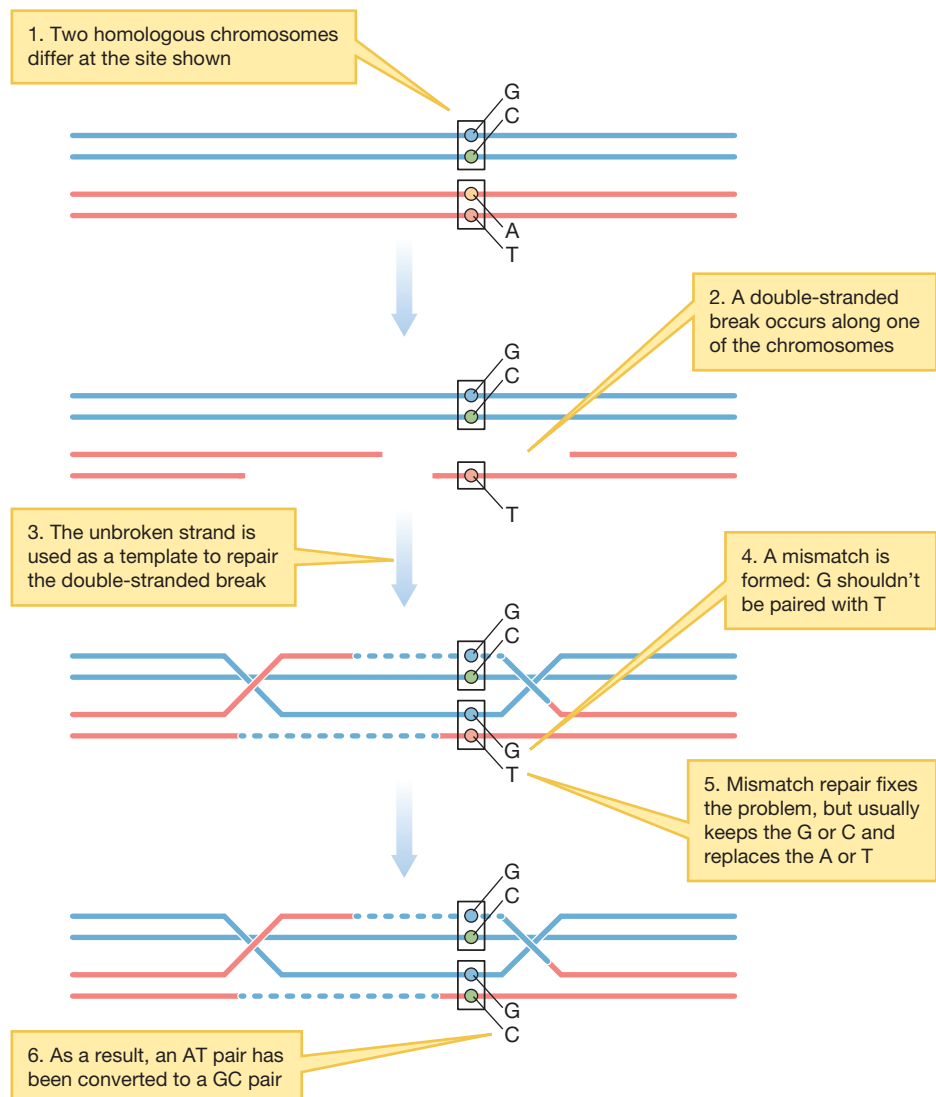 1. Two homologous chromosomes
differ at the site shown
G
C
A
T
2. A double-stranded
break occurs along one
of the chromosomes
G
C
T
3. The unbroken strand is
used as a template to repair
the double-stranded break
4. A mismatch is
formed: G shouldn’t
be paired with T
G
C
G
T
5. Mismatch repair fixes
the problem, but usually
keeps the G or C and
replaces the A or T
G
C
G
C
6. As a result, an AT pair has
been converted to a GC pair